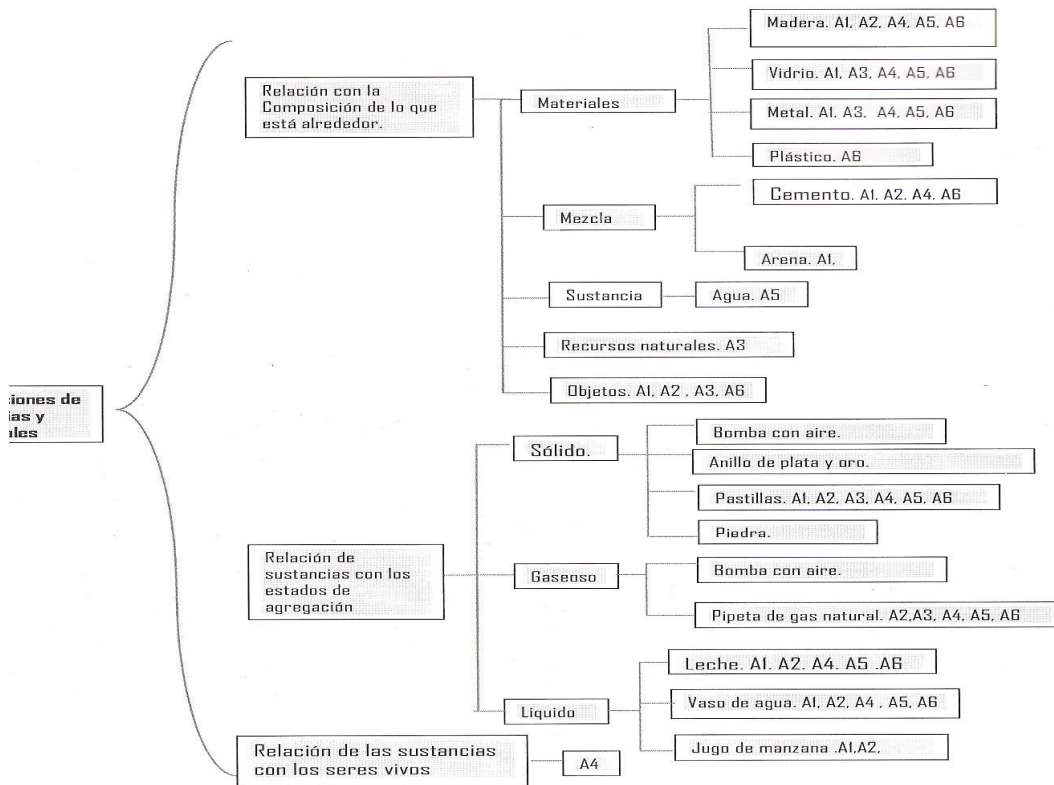 Madera. A1, A2, A4, A5, A6
Relación con la
Composición de lo que
está alrededor.
Materiales
Vidrio. A1, A3, A4, A5, A6
Metal. A1, A3, A4, A5, A6
Plástico. A6
Mezcla
Cemento. A1. A2. A4. A6
Arena. A1,
Sustancia
Agua. A5
Recursos naturales. A3
Objetos. A1, A2 , A3, A6
ciones de
ias y
ales
Sólido.
Bomba con aire.
Anillo de plata y oro.
Pastillas. A1, A2, A3, A4, A5, A6
Piedra.
Relación de
sustancias con los
estados de
agregación
Gaseoso
Bomba con aire.
Pipeta de gas natural. A2,A3, A4, A5, A6
Liquido
Leche. A1. A2. A4. A5 .A6
Vaso de agua. A1, A2, A4 , A5, A6
Jugo de manzana .A1,A2,
Relación de las sustancias
con los seres vivos
A4